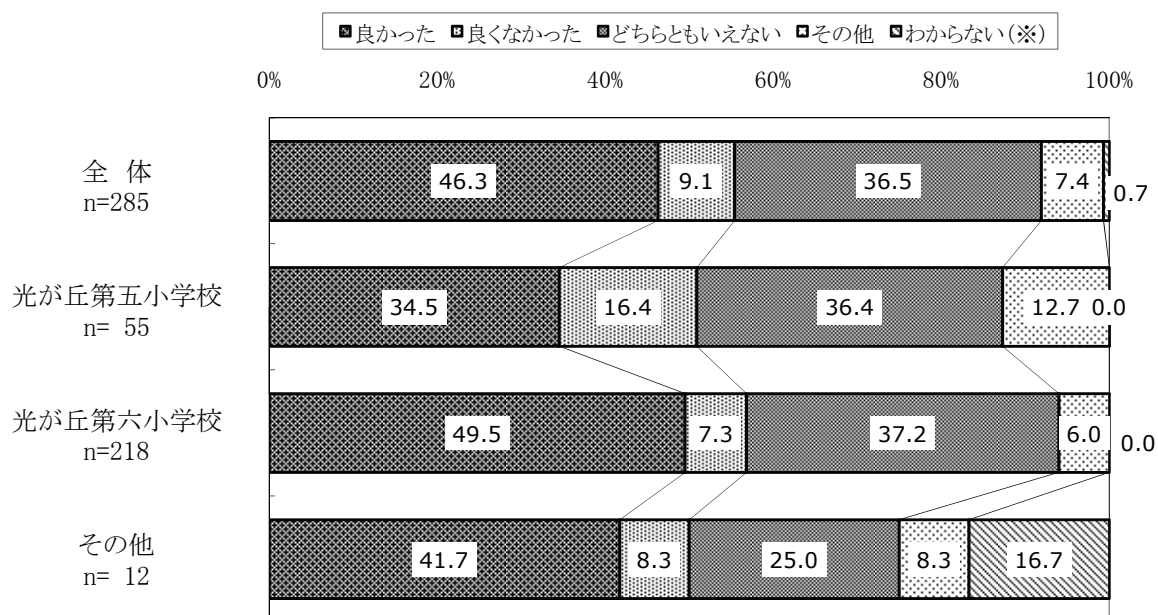 良かった 良くなかった どちらともいえない その他 わからない(※)
0% 20% 40% 60% 80% 100%
全 体
n=285
46.3 9.1 36.5 7.4 0.7
光が丘第五小学校
n= 55
34.5 16.4 36.4 12.7 0.0
光が丘第六小学校
n=218
49.5 7.3 37.2 6.0 0.0
その他
n= 12
41.7 8.3 25.0 8.3 16.7